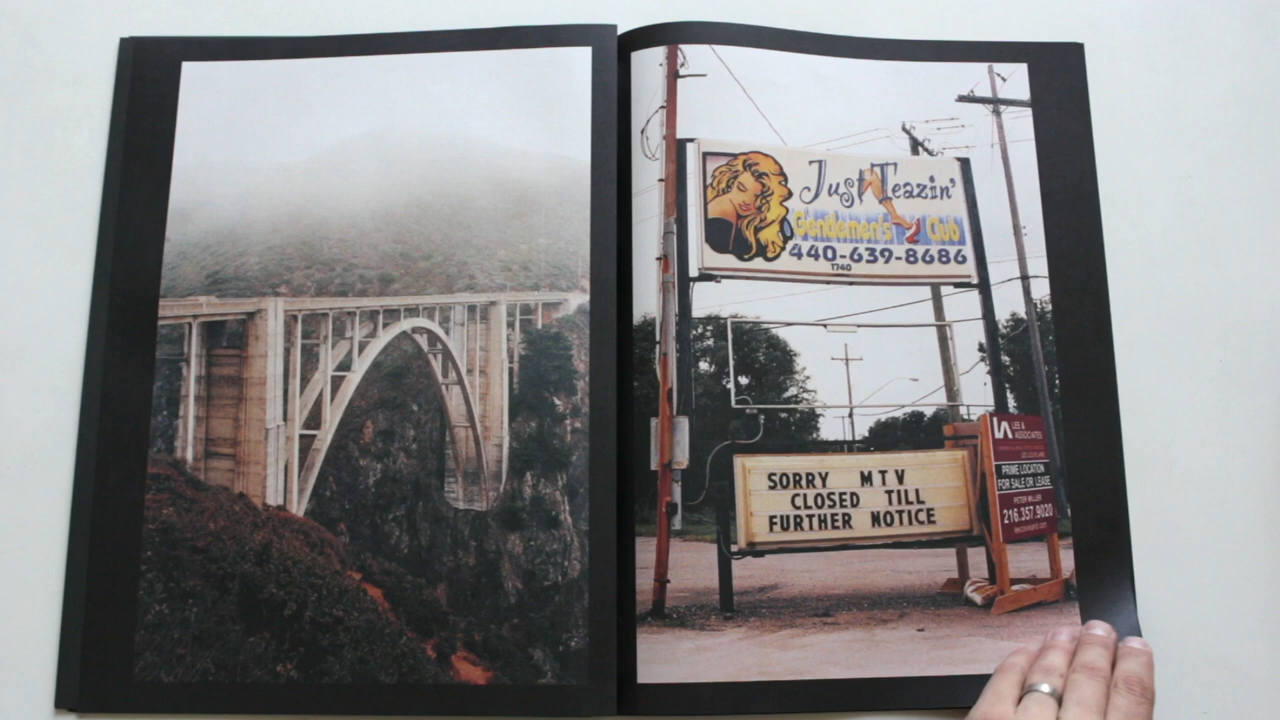 Just Teazin'
Gentlemen's Club
440-639-8686
1740
SORRY MTV
CLOSED TILL
FURTHER NOTICE
LEE &
ASSOCIATES
PRIME LOCATION
FOR SALE OR LEASE
PETER MILLER
216.357.9020